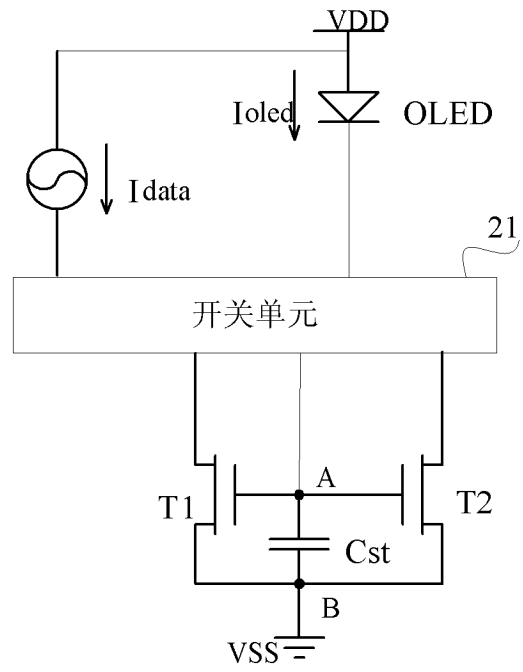 VDD
Ioled
OLED
Idata
21
开关单元
A
T1
T2
Cst
B
VSS